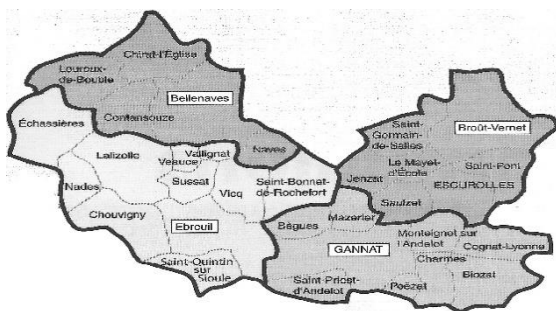 Chirat-l'Église
Louroux-
de-Bouble
Bellenaves
Coutansouze
Naves
Échassières
Lalizolle
Valignat
Veauce
Sussat
Nades
Vicq
Saint-Bonnet-
de-Rochefort
Chouvigny
Ebreuil
Saint-Quintin
sur
Sioule
Saint-
Germain-
de-Salles
Broût-Vernet
Le Mayet-
d'École
Saint-Pont
Jenzat
ESCUROLLES
Saulzet
Mazerier
Bègues
Monteignet sur
l'Andelot
Cognat-Lyonne
GANNAT
Charmes
Biozat
Saint-Priest-
d'Andelot
Poëzat